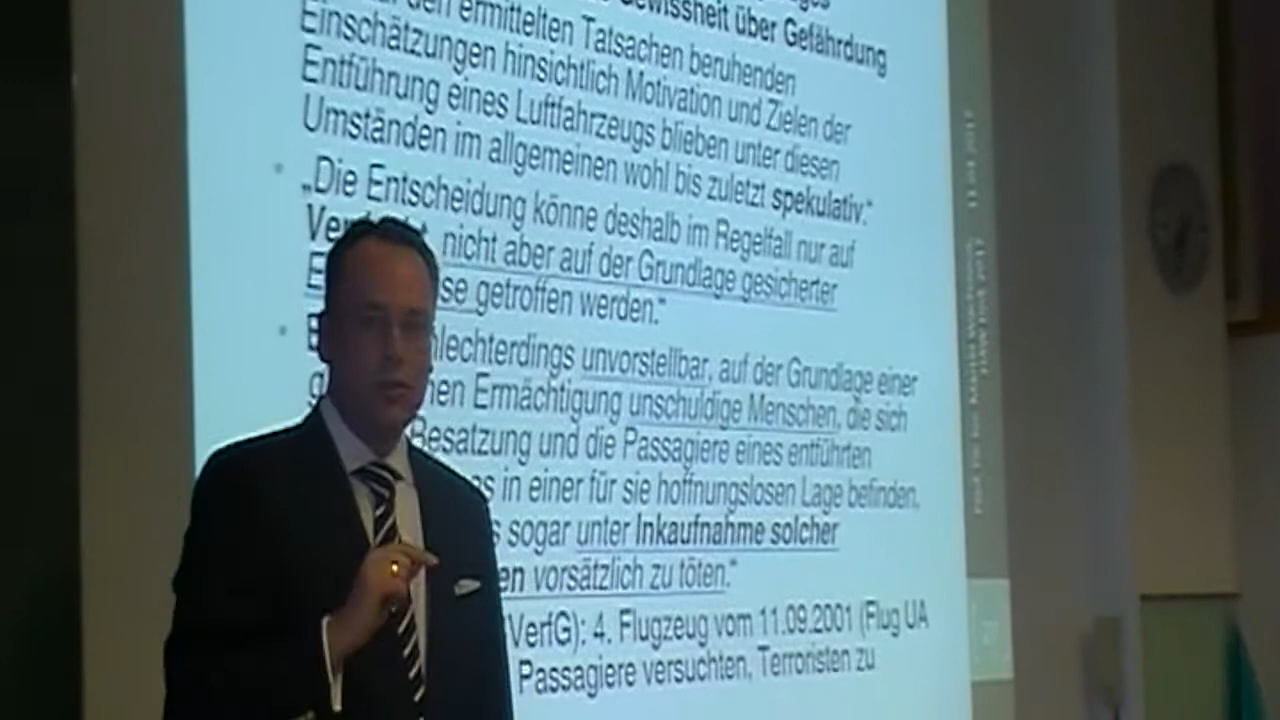 Gewissheit über Gefährdung
den ermittelten Tatsachen beruhenden
Einschätzungen hinsichtlich Motivation und Zielen der
Entführung eines Luftfahrzeugs blieben unter diesen
Umständen im allgemeinen wohl bis zuletzt spekulativ.“
„Die Entscheidung könne deshalb im Regelfall nur auf
nicht aber auf der Grundlage gesicherter
se getroffen werden.“
hlechterdings unvorstellbar, auf der Grundlage einer
hen Ermächtigung unschuldige Menschen, die sich
Besatzung und die Passagiere eines entführten
s in einer für sie hoffnungslosen Lage befinden,
s sogar unter Inkaufnahme solcher
en vorsätzlich zu töten.“
VerfG): 4. Flugzeug vom 11.09.2001 (Flug UA
Passagiere versuchten, Terroristen zu